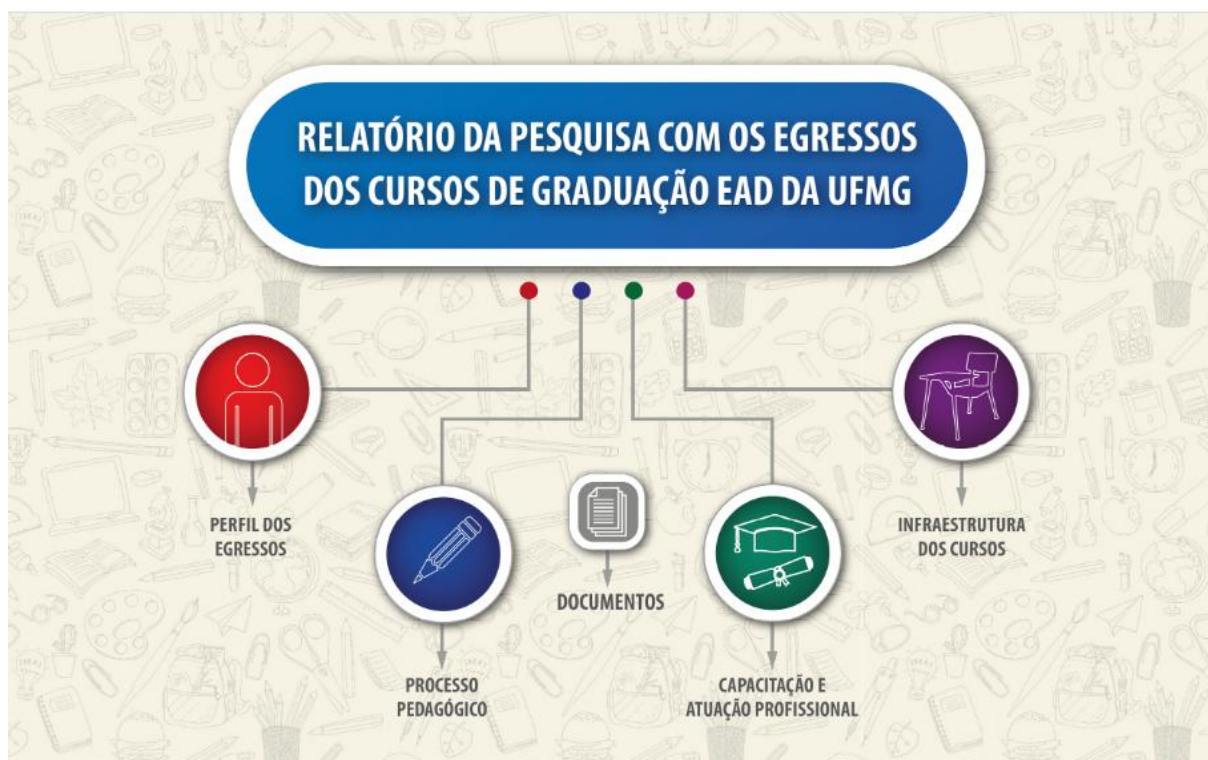 RELATÓRIO DA PESQUISA COM OS EGRESSOS
DOS CURSOS DE GRADUAÇÃO EAD DA UFMG
PERFIL DOS
EGRESSOS
INFRAESTRUTURA
DOS CURSOS
DOCUMENTOS
PROCESSO
PEDAGÓGICO
CAPACITAÇÃO E
ATUAÇÃO PROFISSIONAL